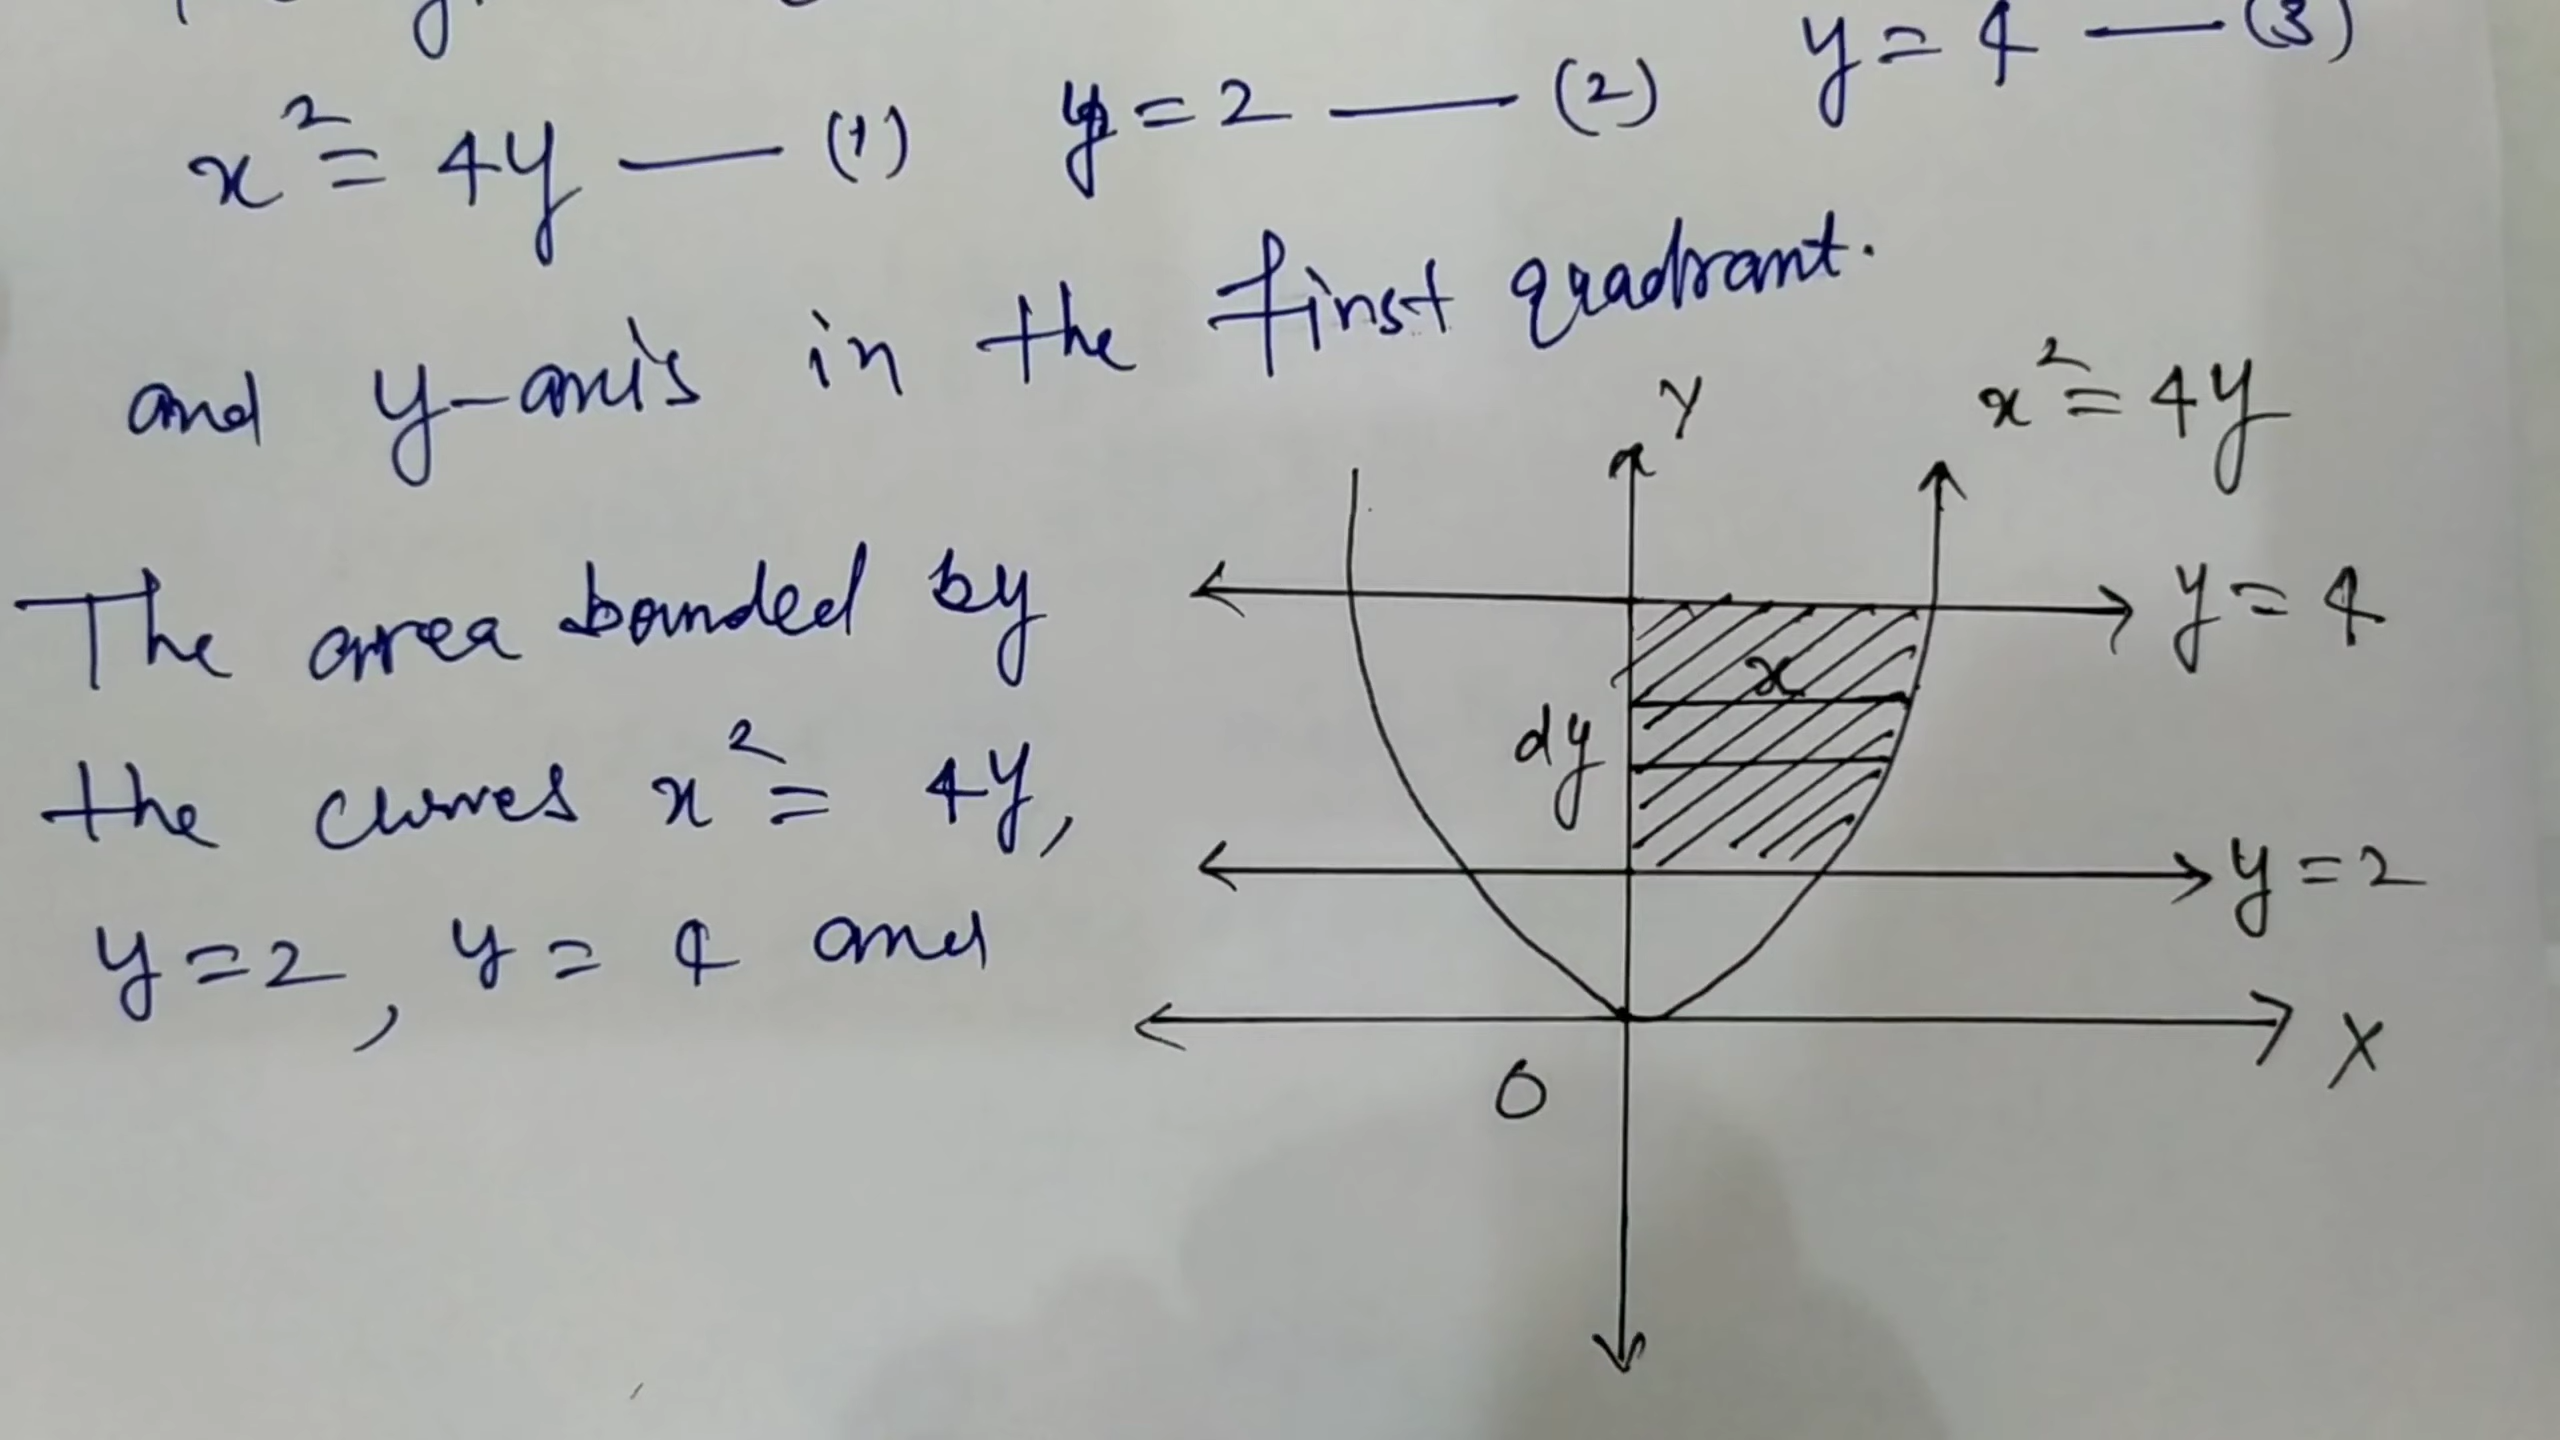 x² = 4y — (1) y = 2 — (2) y = 4 — (3)
and y-axis in the first quadrant.
Y
x² = 4y
The area bounded by
y = 4
x
dy
the curves x² = 4y,
y = 2
y = 2, y = 4 and
X
O